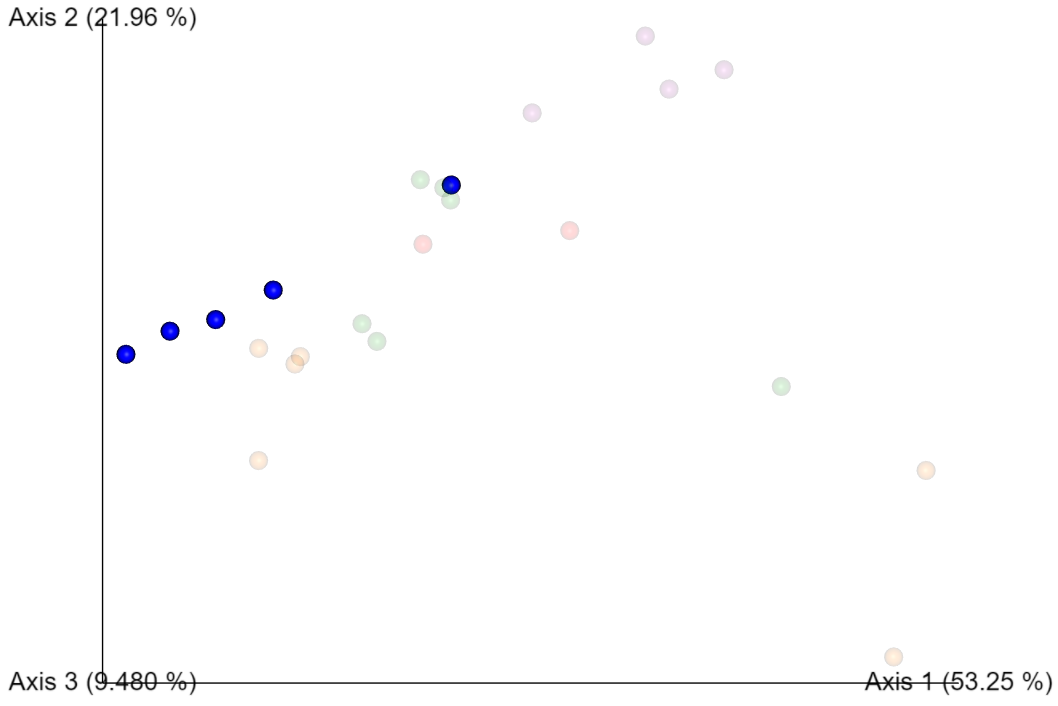 Axis 2 (21.96 %)
Axis 3 (9.480 %)
Axis 1 (53.25 %)